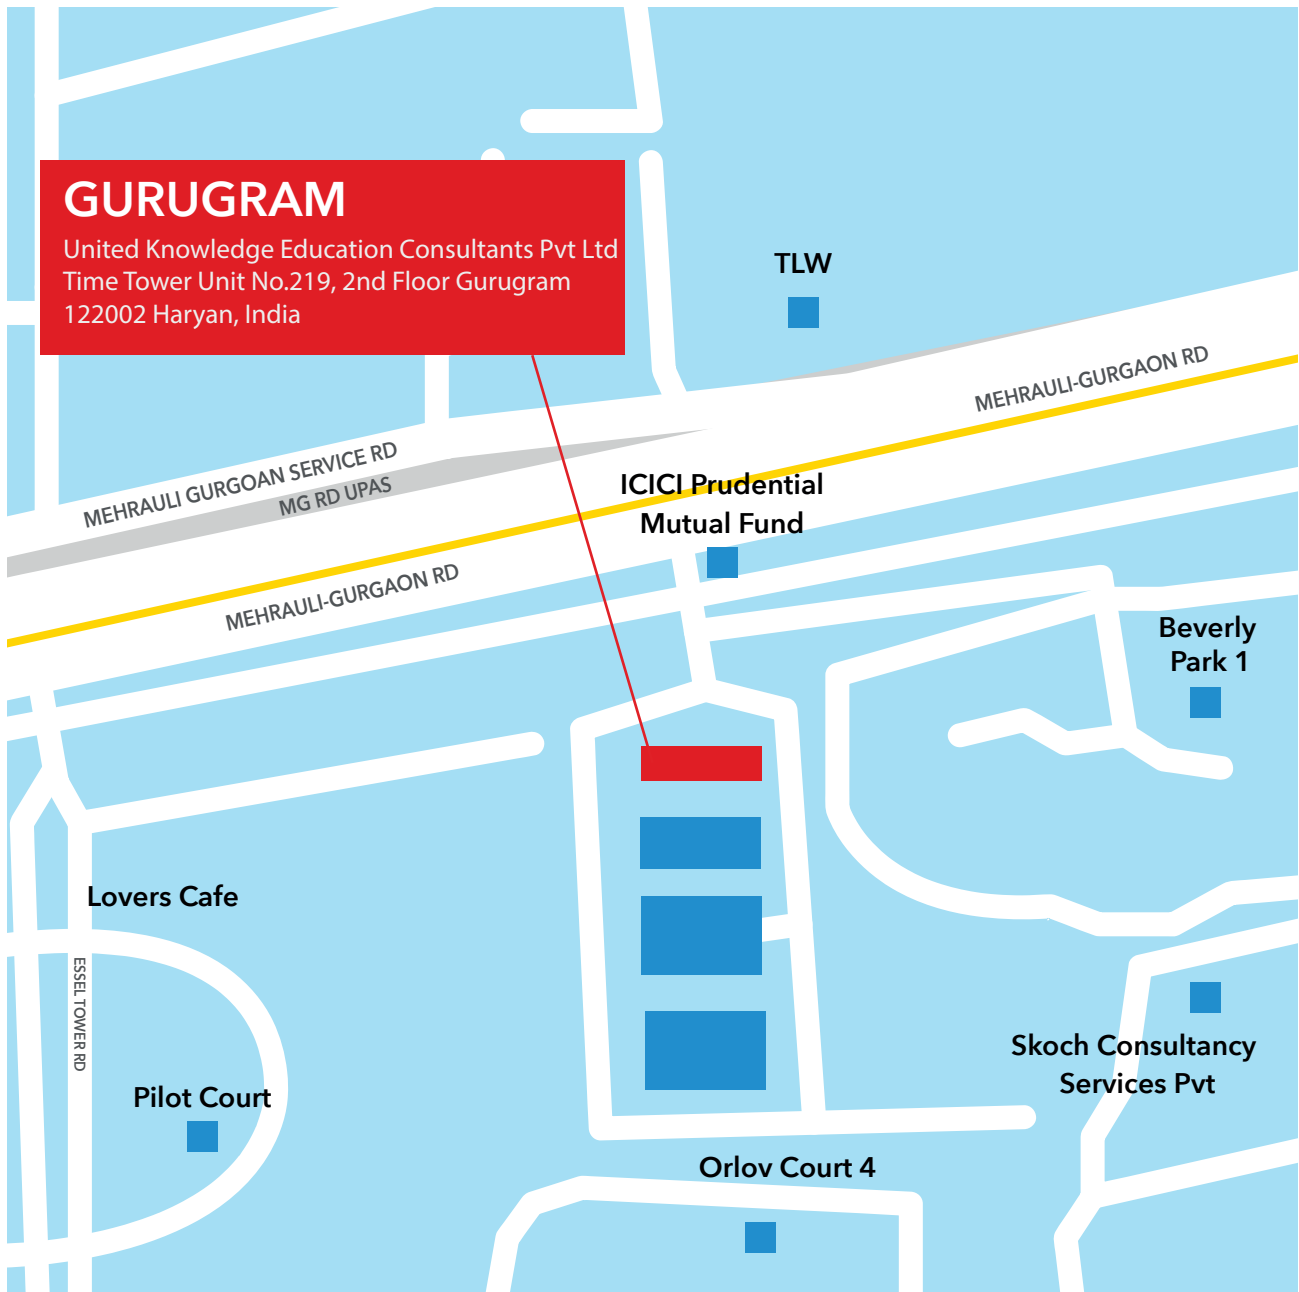 GURUGRAM
United Knowledge Education Consultants Pvt Ltd
Time Tower Unit No.219, 2nd Floor Gurugram
122002 Haryan, India
TLW
MEHRAULI-GURGAON RD
MEHRAULI GURGOAN SERVICE RD
MG RD UPAS
ICICI Prudential
Mutual Fund
MEHRAULI-GURGAON RD
Beverly
Park 1
Lovers Cafe
ESSEL TOWER RD
Skoch Consultancy
Services Pvt
Pilot Court
Orlov Court 4